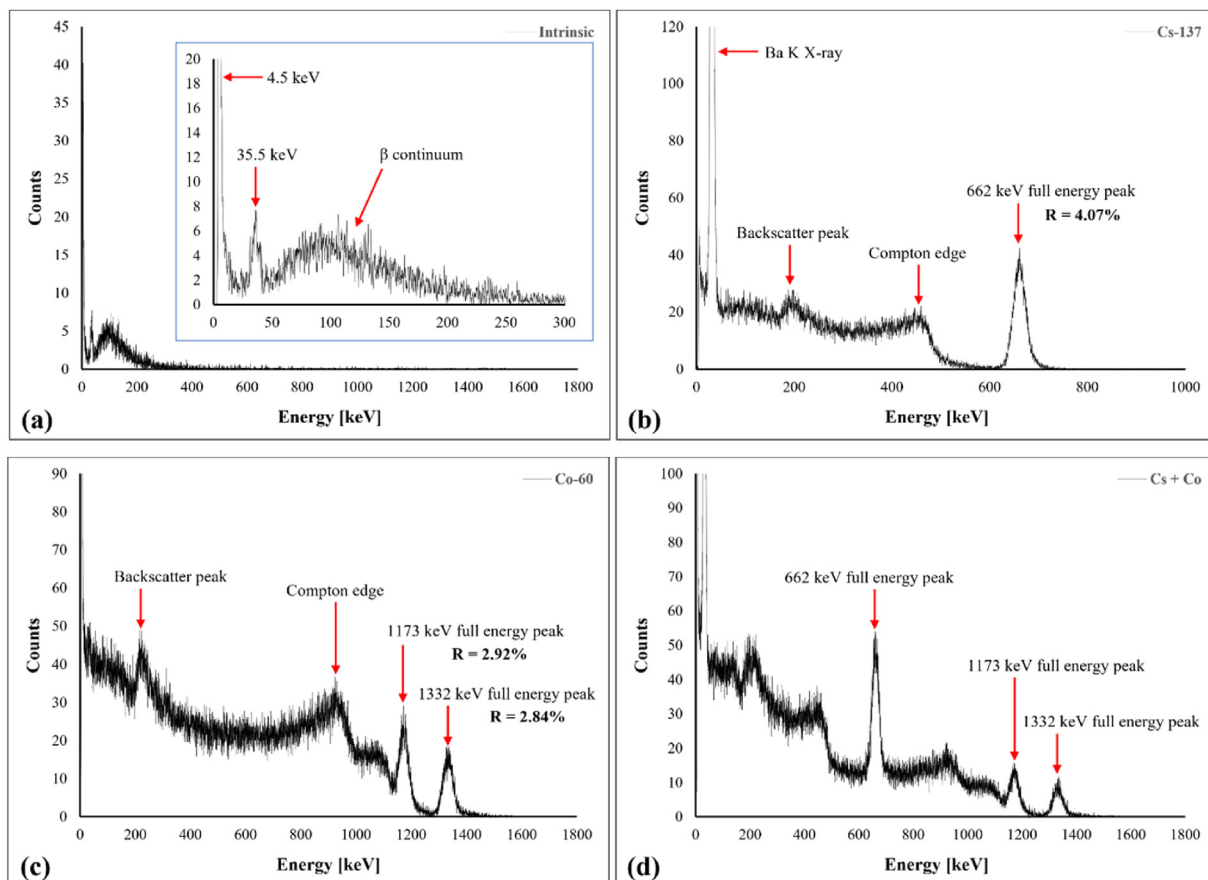 Intrinsic
45
40
35
30
25
20
15
10
5
0
Counts
20
18
16
14
12
10
8
6
4
2
0
4.5 keV
35.5 keV
β continuum
0 50 100 150 200 250 300
0 200 400 600 800 1000 1200 1400 1600 1800
Energy [keV]
(a)
Cs-137
120
100
80
60
40
20
0
Counts
Ba K X-ray
662 keV full energy peak
R = 4.07%
Backscatter peak
Compton edge
0 200 400 600 800 1000
Energy [keV]
(b)
Co-60
90
80
70
60
50
40
30
20
10
0
Counts
Backscatter peak
Compton edge
1173 keV full energy peak
R = 2.92%
1332 keV full energy peak
R = 2.84%
0 200 400 600 800 1000 1200 1400 1600 1800
Energy [keV]
(c)
Cs + Co
100
90
80
70
60
50
40
30
20
10
0
Counts
662 keV full energy peak
1173 keV full energy peak
1332 keV full energy peak
0 200 400 600 800 1000 1200 1400 1600 1800
Energy [keV]
(d)